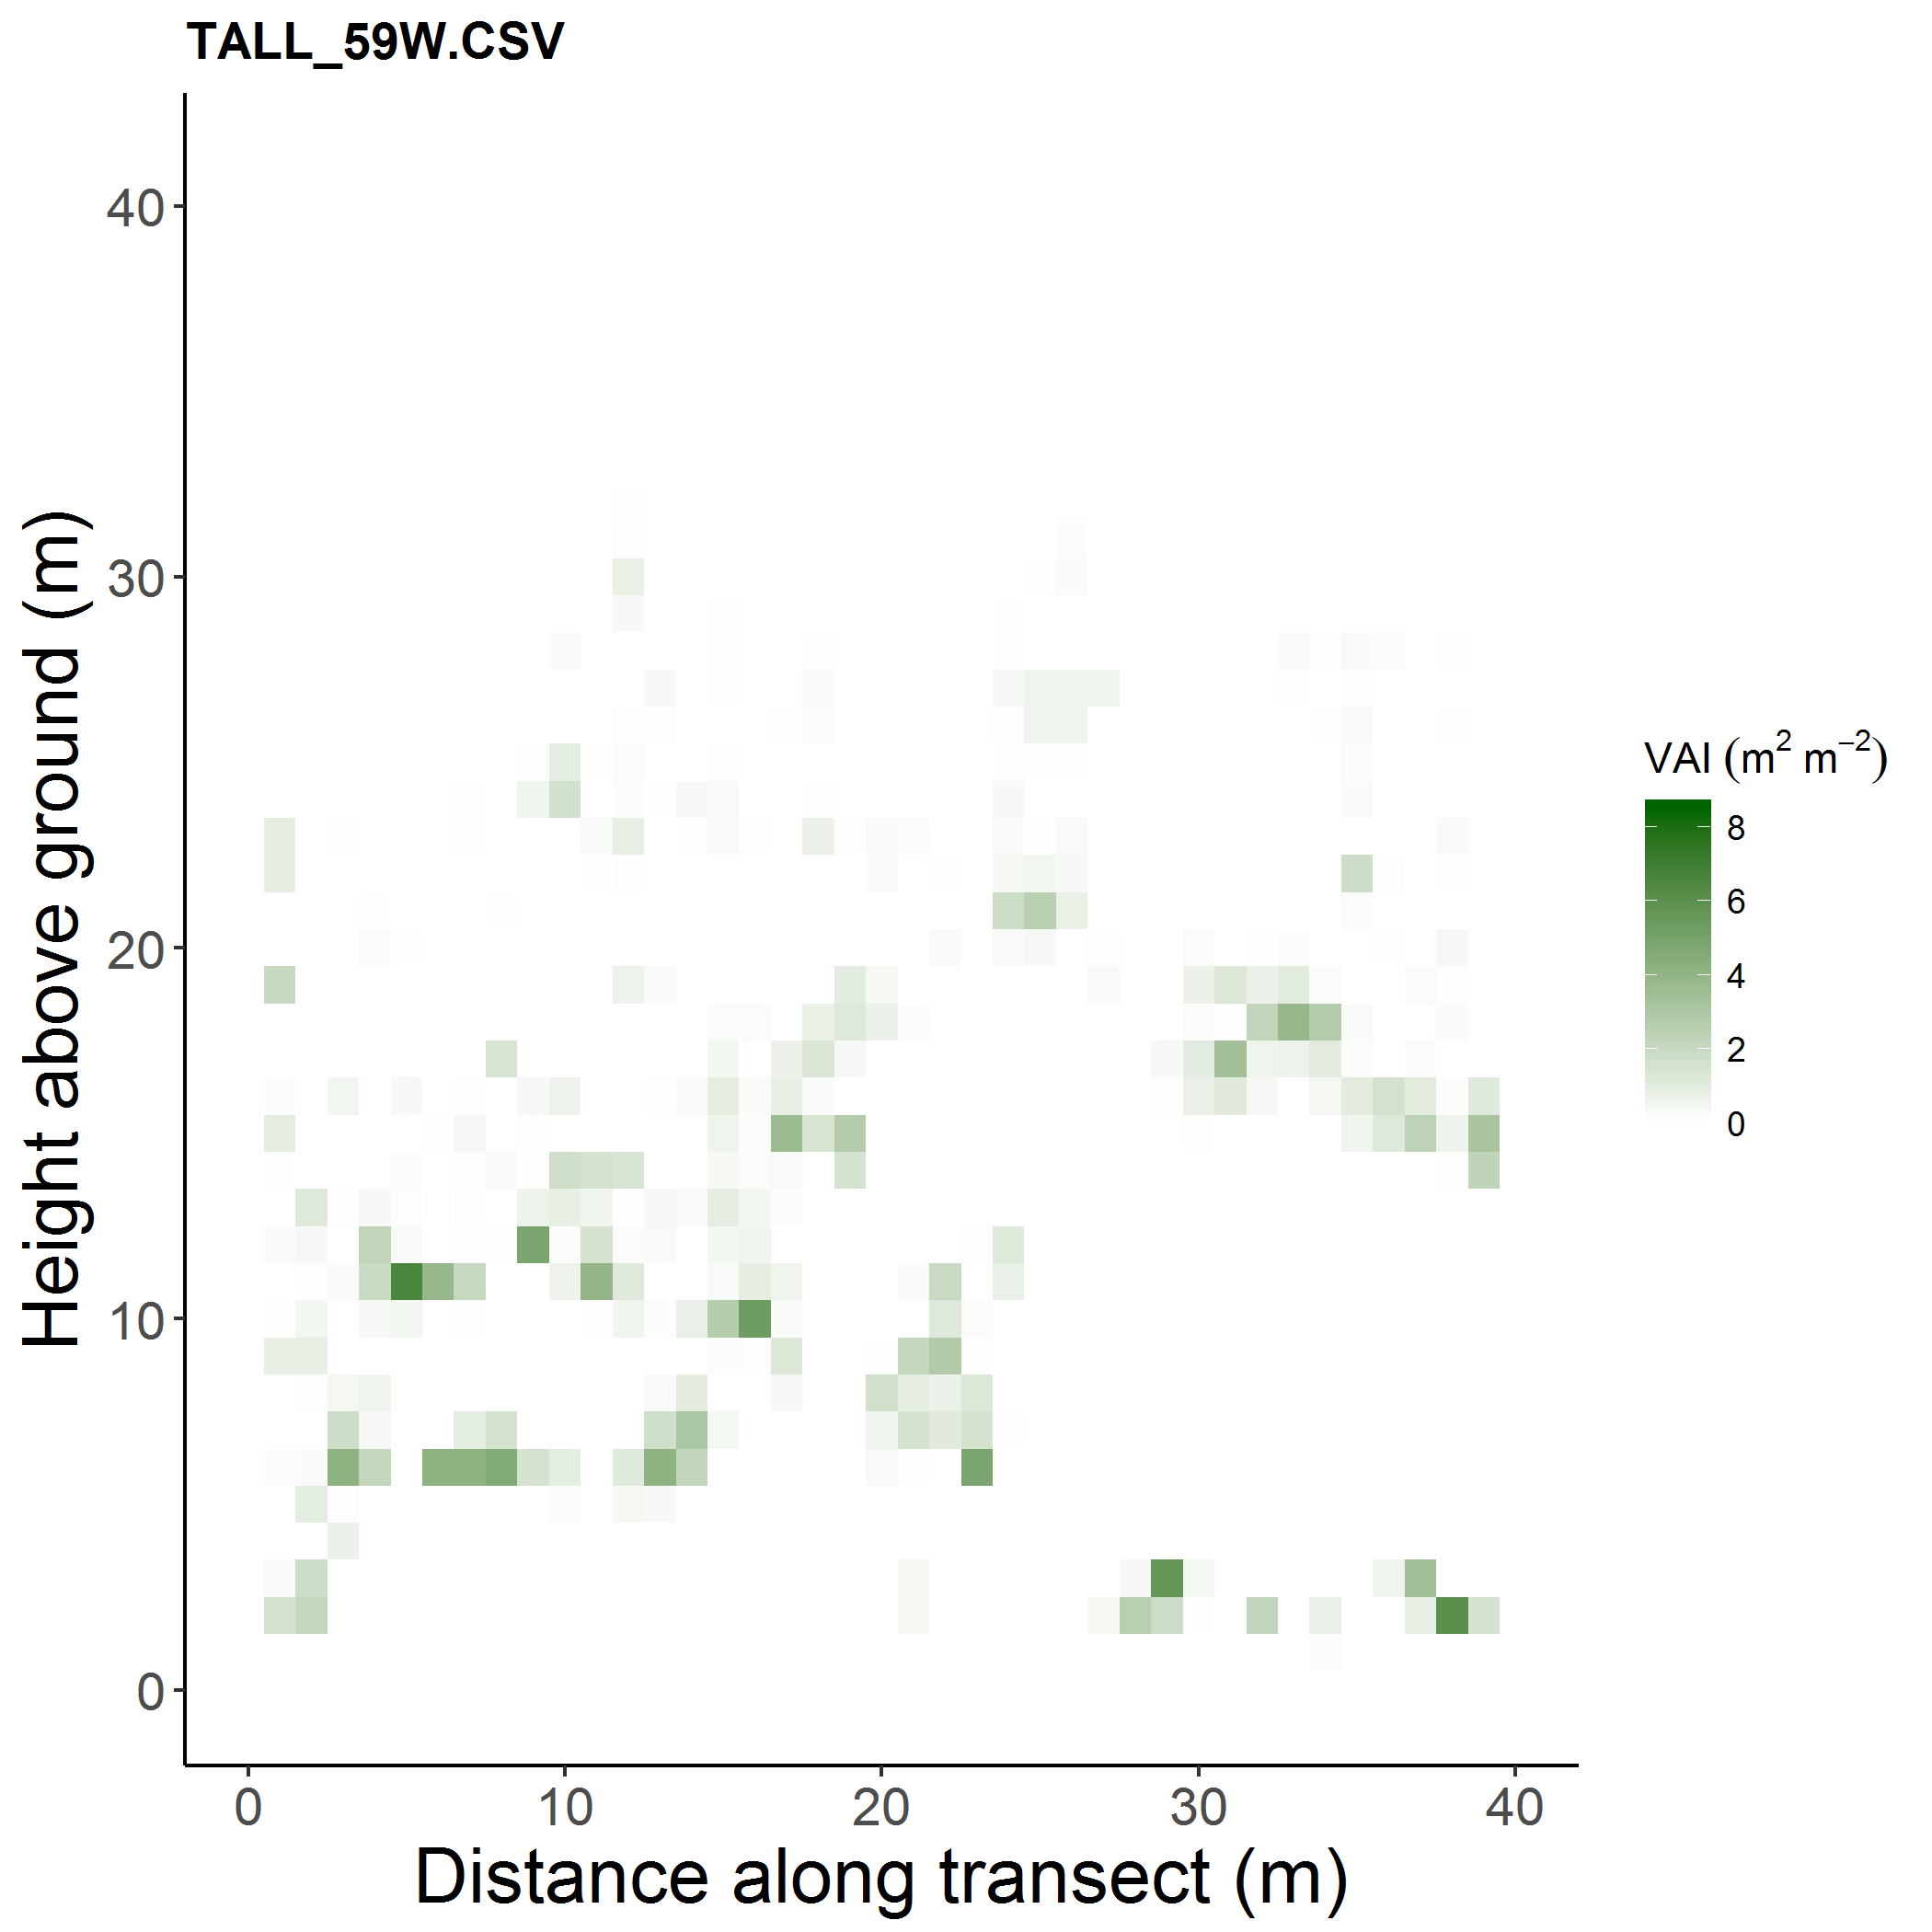 TALL_59W.CSV
Height above ground (m)
40
30
20
10
0
0 10 20 30 40
Distance along transect (m)
VAI (m² m⁻²)
8
6
4
2
0